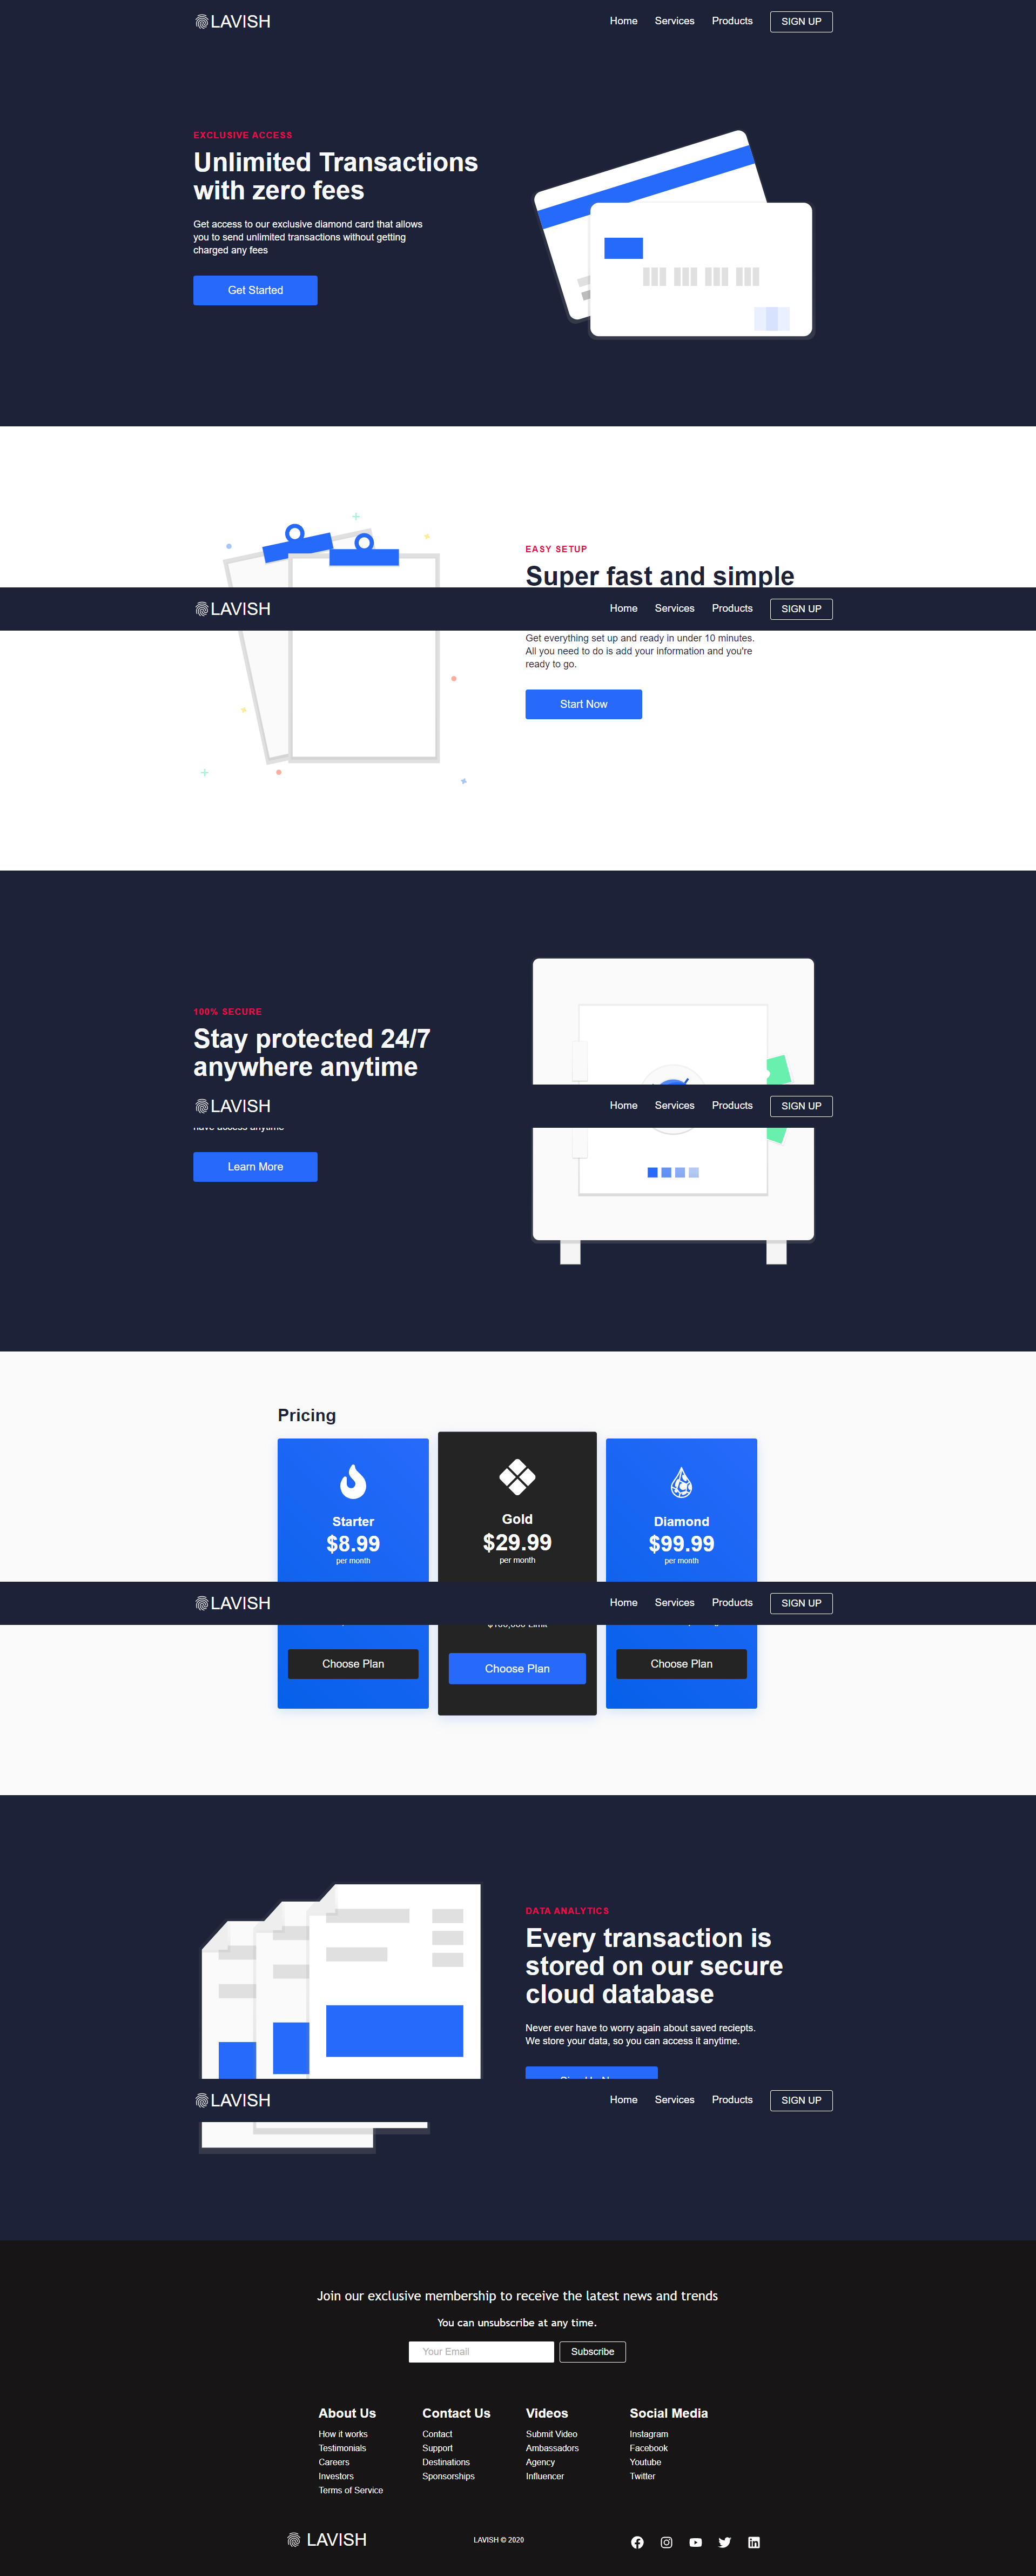 LAVISH
Home Services Products SIGN UP
EXCLUSIVE ACCESS
Unlimited Transactions
with zero fees
Get access to our exclusive diamond card that allows
you to send unlimited transactions without getting
charged any fees
Get Started
EASY SETUP
Super fast and simple
LAVISH
Home Services Products SIGN UP
Get everything set up and ready in under 10 minutes.
All you need to do is add your information and you're
ready to go.
Start Now
100% SECURE
Stay protected 24/7
anywhere anytime
LAVISH
Home Services Products SIGN UP
have access anytime
Learn More
Pricing
Starter
$8.99
per month
Gold
$29.99
per month
Diamond
$99.99
per month
LAVISH
Home Services Products SIGN UP
$100,000 Limit
Choose Plan
Choose Plan
Choose Plan
DATA ANALYTICS
Every transaction is
stored on our secure
cloud database
Never ever have to worry again about saved reciepts.
We store your data, so you can access it anytime.
Sign Up Now
LAVISH
Home Services Products SIGN UP
Join our exclusive membership to receive the latest news and trends
You can unsubscribe at any time.
Your Email
Subscribe
About Us
How it works
Testimonials
Careers
Investors
Terms of Service
Contact Us
Contact
Support
Destinations
Sponsorships
Videos
Submit Video
Ambassadors
Agency
Influencer
Social Media
Instagram
Facebook
Youtube
Twitter
LAVISH
LAVISH © 2020